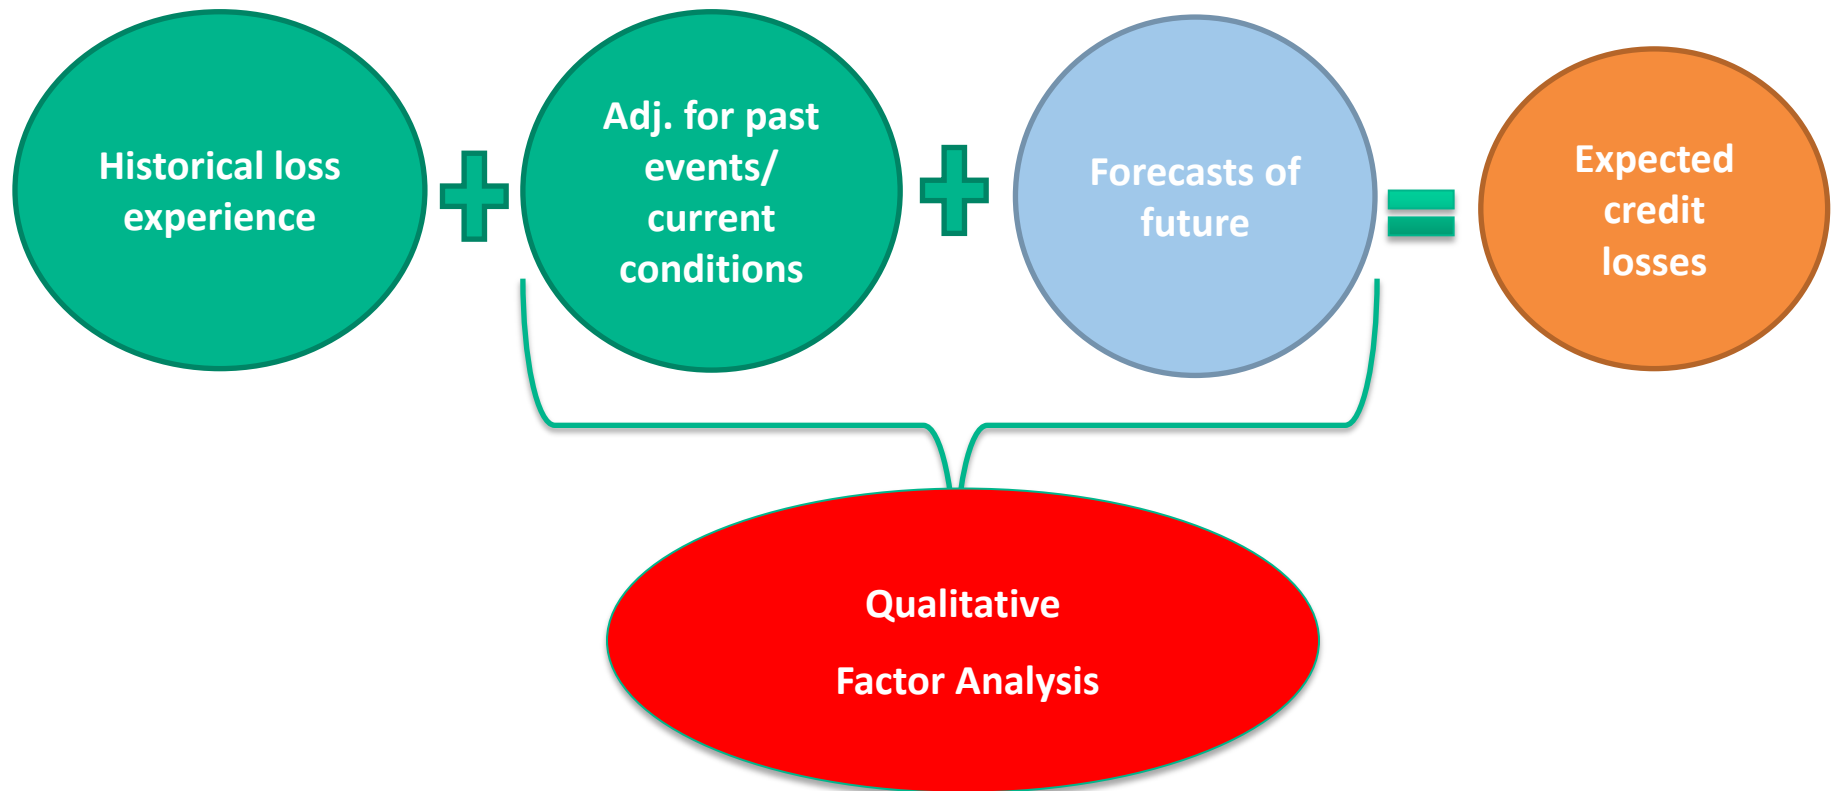 Historical loss
experience
Adj. for past
events/
current
conditions
Forecasts of
future
Expected
credit
losses
Qualitative
Factor Analysis